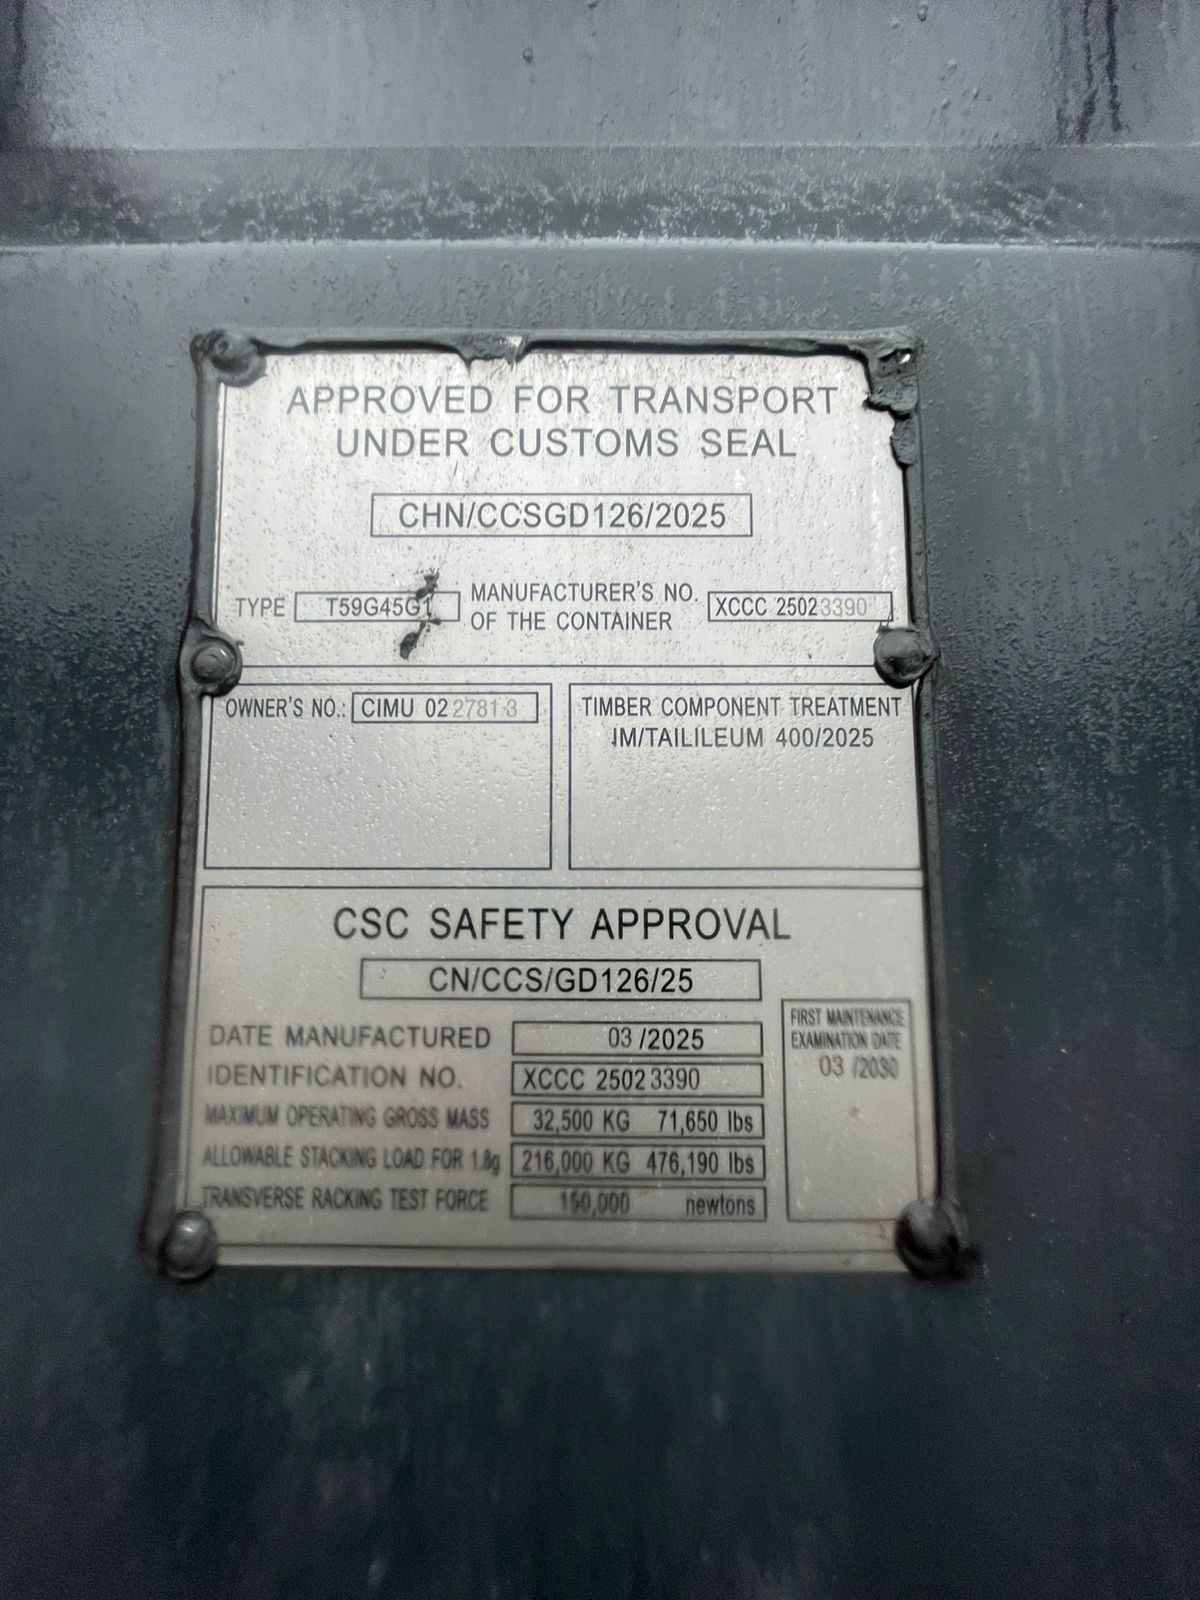 APPROVED FOR TRANSPORT
UNDER CUSTOMS SEAL
CHN/CCSGD126/2025
TYPE T59G45G1 MANUFACTURER'S NO. OF THE CONTAINER XCCC 25023390
OWNER'S NO.: CIMU 022781 3
TIMBER COMPONENT TREATMENT
IM/TAILILEUM 400/2025
CSC SAFETY APPROVAL
CN/CCS/GD126/25
DATE MANUFACTURED 03 /2025
IDENTIFICATION NO. XCCC 25023390
MAXIMUM OPERATING GROSS MASS 32,500 KG 71,650 lbs
ALLOWABLE STACKING LOAD FOR 1.8g 216,000 KG 476,190 lbs
TRANSVERSE RACKING TEST FORCE 150,000 newtons
FIRST MAINTENANCE
EXAMINATION DATE
03 /2030